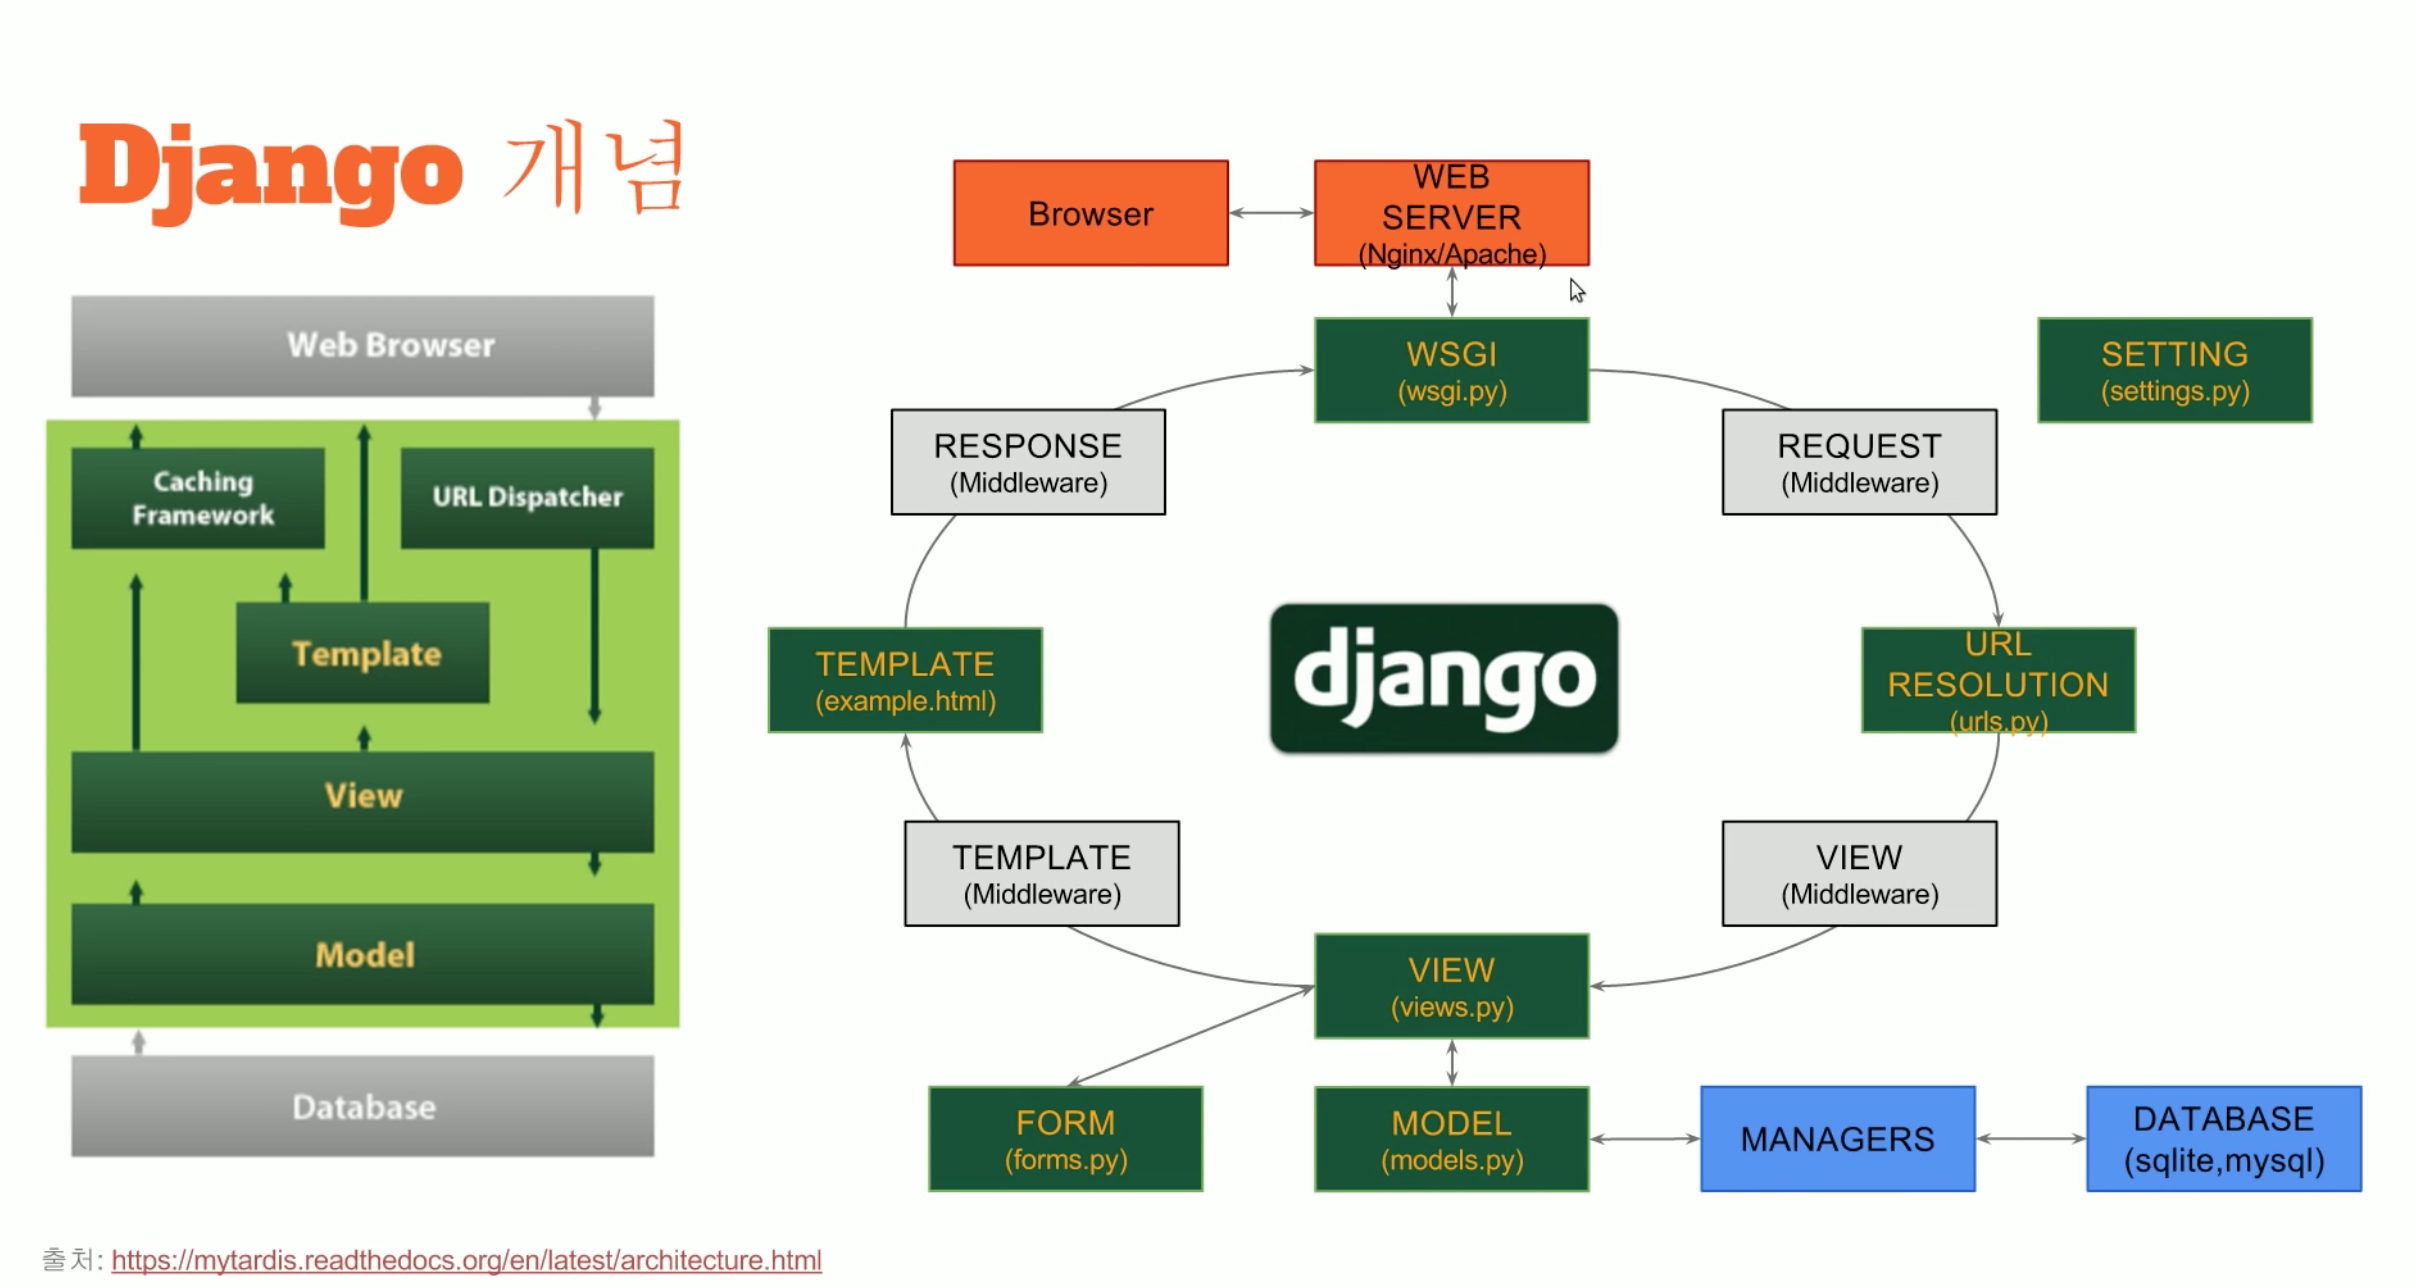 Django 개념
Web Browser
Caching
Framework
URL Dispatcher
Template
View
Model
Database
Browser
WEB
SERVER
(Nginx/Apache)
WSGI
(wsgi.py)
SETTING
(settings.py)
RESPONSE
(Middleware)
REQUEST
(Middleware)
TEMPLATE
(example.html)
django
URL
RESOLUTION
(urls.py)
TEMPLATE
(Middleware)
VIEW
(Middleware)
VIEW
(views.py)
FORM
(forms.py)
MODEL
(models.py)
MANAGERS
DATABASE
(sqlite,mysql)
출처: https://mytardis.readthedocs.org/en/latest/architecture.html